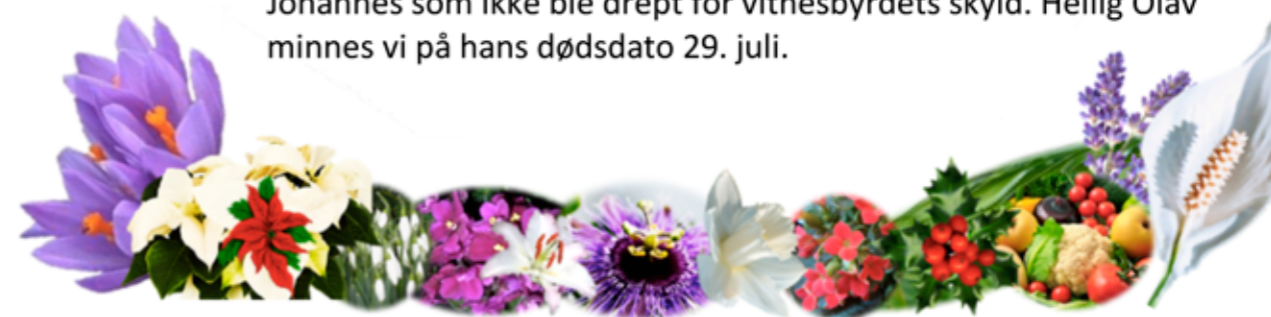 Johannes som ikke ble drept for vitnesbyrdets skyld. Hellig Olav
minnes vi på hans dødsdato 29. juli.